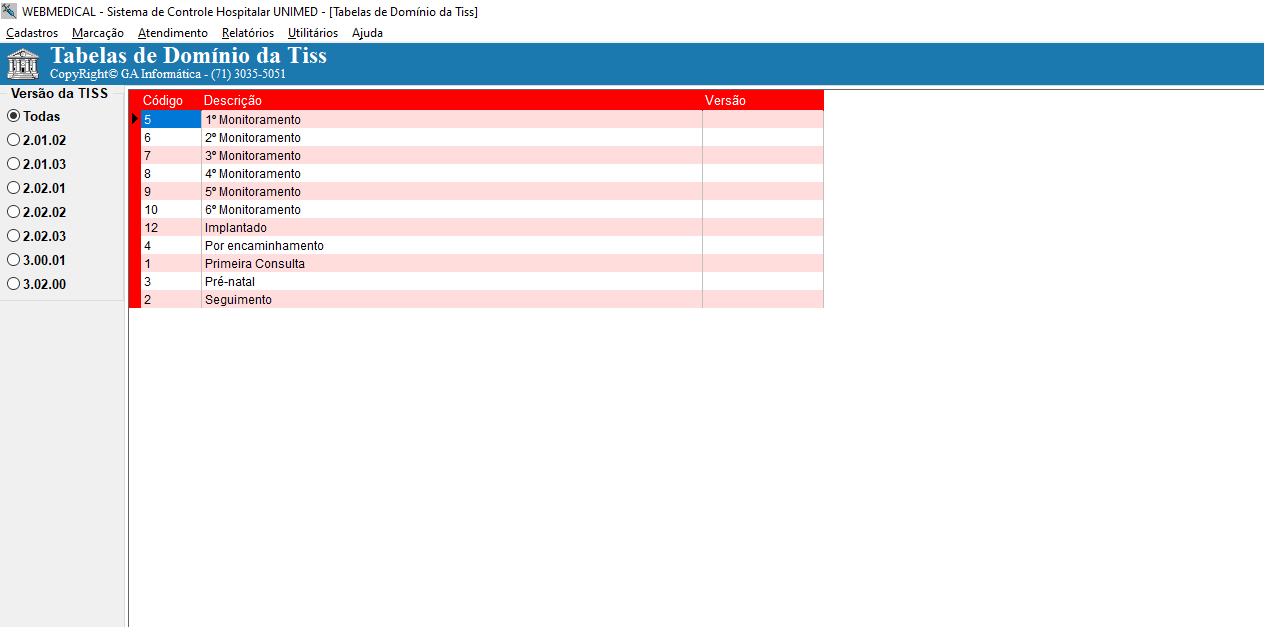 WEBMEDICAL - Sistema de Controle Hospitalar UNIMED - [Tabelas de Domínio da Tiss]
Cadastros Marcação Atendimento Relatórios Utilitários Ajuda
Tabelas de Domínio da Tiss
CopyRight© GA Informática - (71) 3035-5051
Versão da TISS
Todas
2.01.02
2.01.03
2.02.01
2.02.02
2.02.03
3.00.01
3.02.00
Código Descrição Versão
5 1º Monitoramento
6 2º Monitoramento
7 3º Monitoramento
8 4º Monitoramento
9 5º Monitoramento
10 6º Monitoramento
12 Implantado
4 Por encaminhamento
1 Primeira Consulta
3 Pré-natal
2 Seguimento